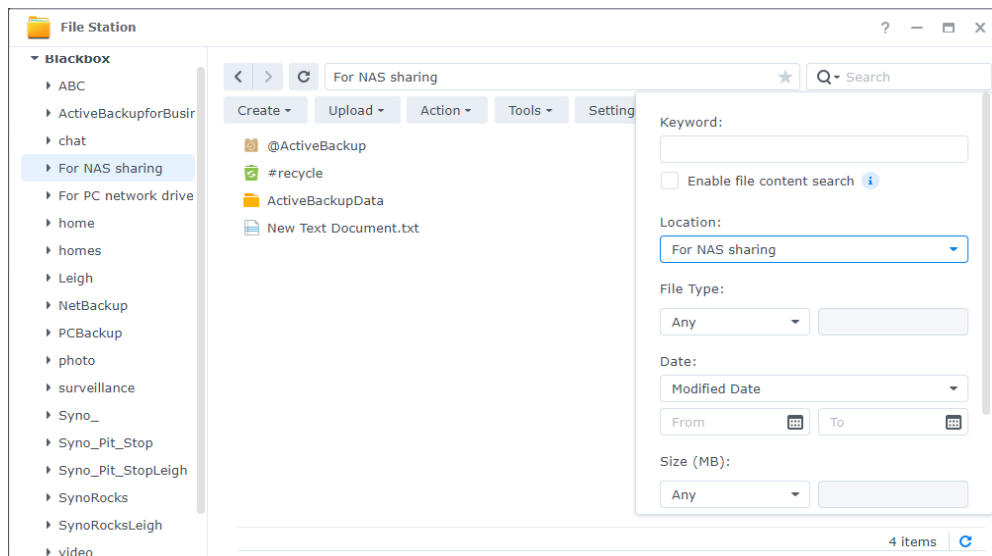 File Station
?
Blackbox
ABC
ActiveBackupforBusir
chat
For NAS sharing
For PC network drive
home
homes
Leigh
NetBackup
PCBackup
photo
surveillance
Syno_
Syno_Pit_Stop
Syno_Pit_StopLeigh
SynoRocks
SynoRocksLeigh
video
For NAS sharing
Search
Create
Upload
Action
Tools
Setting
@ActiveBackup
#recycle
ActiveBackupData
New Text Document.txt
Keyword:
Enable file content search
Location:
For NAS sharing
File Type:
Any
Date:
Modified Date
From
To
Size (MB):
Any
4 items